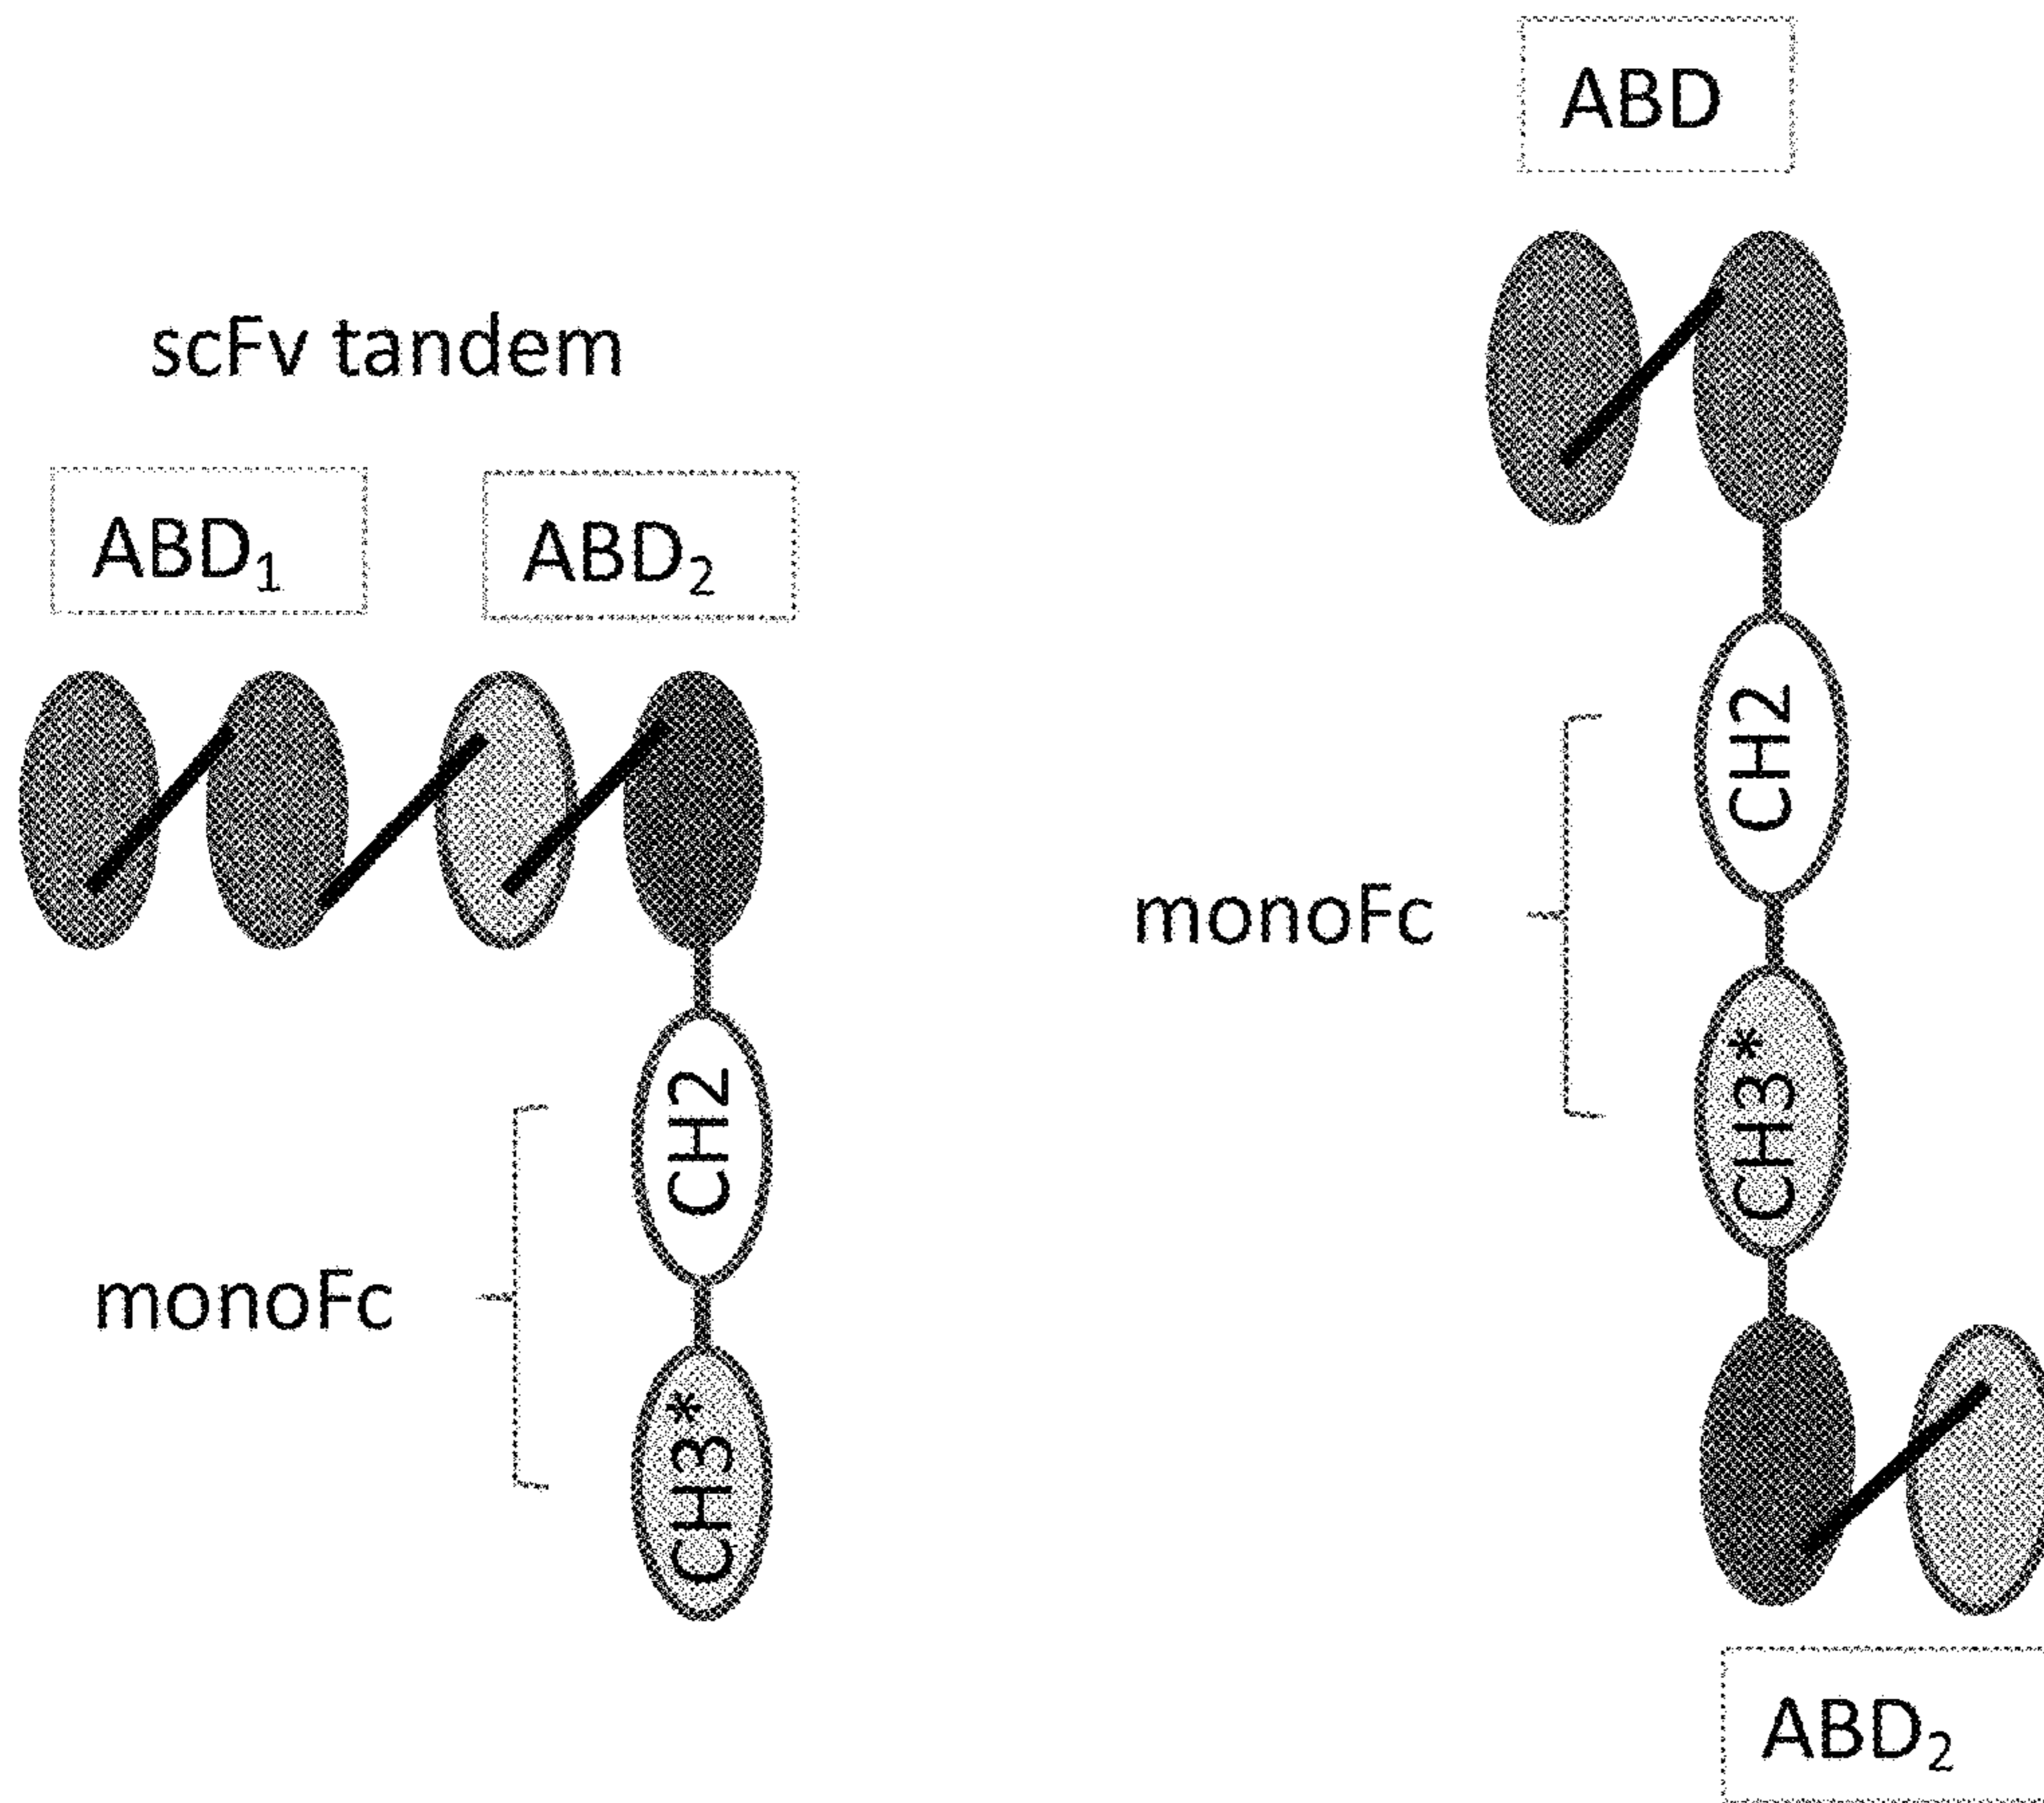 scFv tandem
ABD₁
ABD₂
CH2
monoFc
CH3*
ABD
CH2
monoFc
CH3*
ABD₂